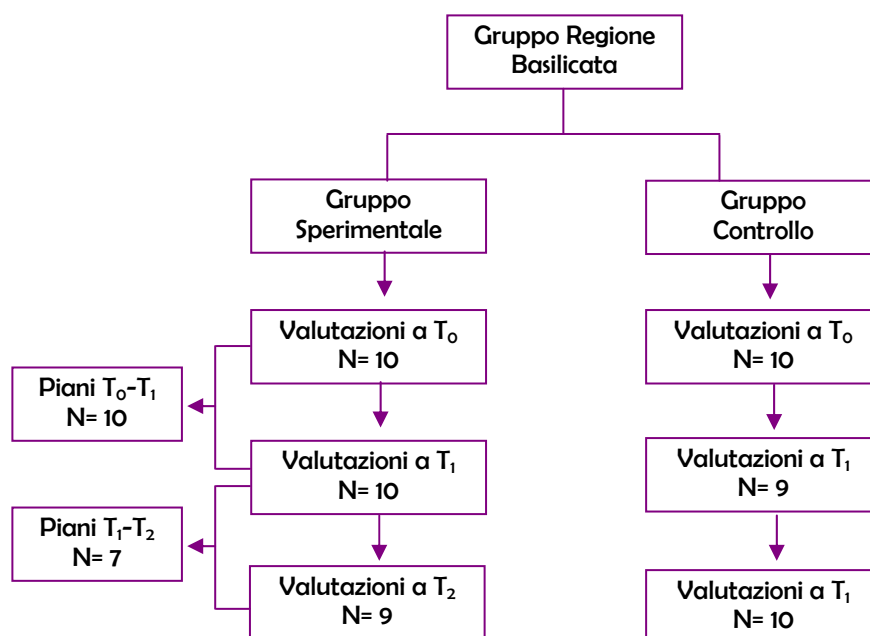 Gruppo Regione
Basilicata
Gruppo
Sperimentale
Gruppo
Controllo
Valutazioni a T₀
N= 10
Valutazioni a T₀
N= 10
Piani T₀-T₁
N= 10
Valutazioni a T₁
N= 10
Valutazioni a T₁
N= 9
Piani T₁-T₂
N= 7
Valutazioni a T₂
N= 9
Valutazioni a T₁
N= 10